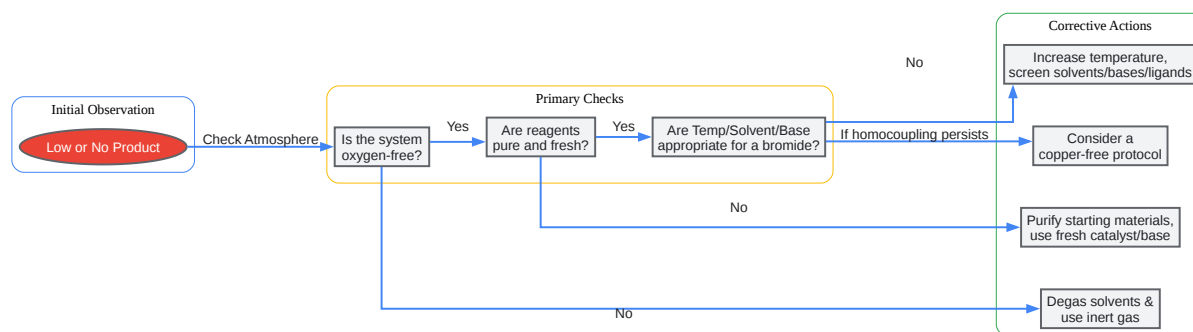 Initial Observation
Low or No Product
Check Atmosphere
Primary Checks
Is the system
oxygen-free?
Yes
Are reagents
pure and fresh?
Yes
Are Temp/Solvent/Base
appropriate for a bromide?
No
If homocoupling persists
No
No
Corrective Actions
Increase temperature,
screen solvents/bases/ligands
Consider a
copper-free protocol
Purify starting materials,
use fresh catalyst/base
Degas solvents &
use inert gas